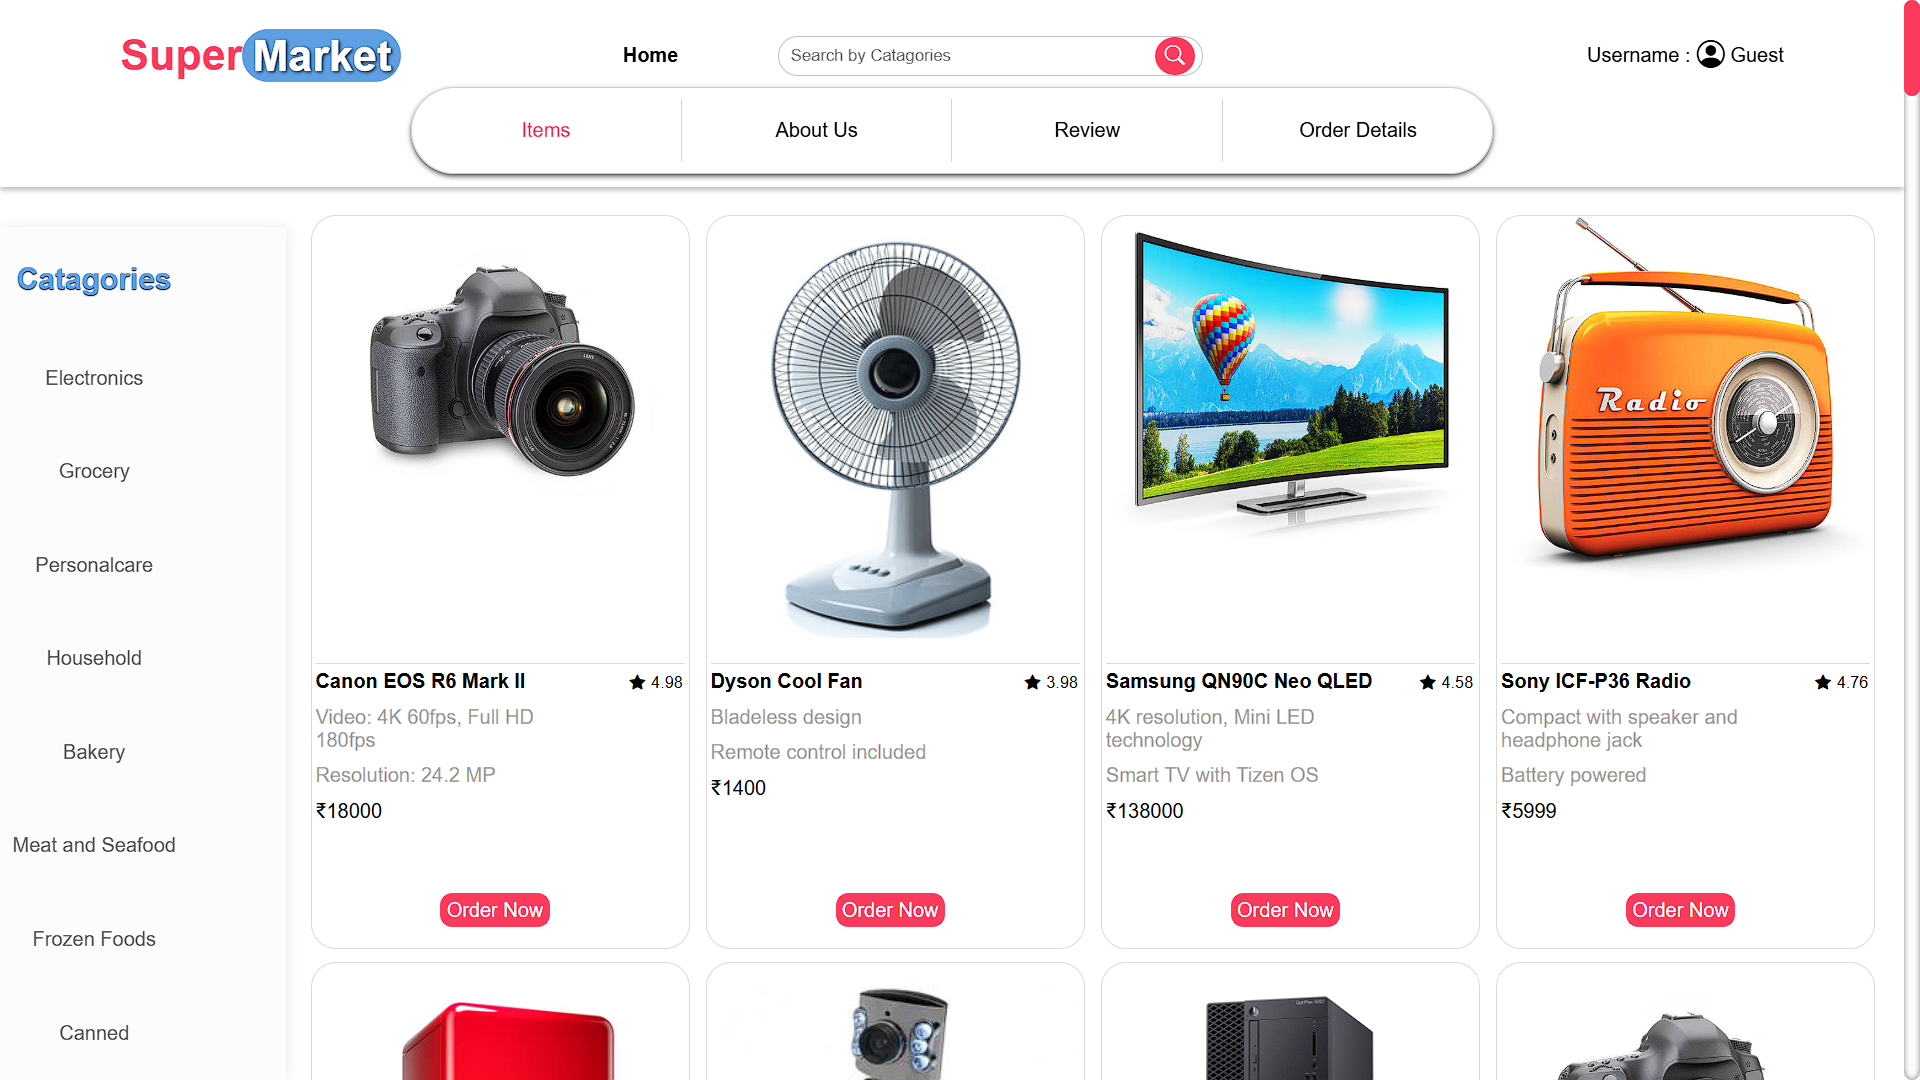 SuperMarket
Home
Search by Catagories
Username : Guest
Items
About Us
Review
Order Details
Catagories
Electronics
Grocery
Personalcare
Household
Bakery
Meat and Seafood
Frozen Foods
Canned
Radio
Canon EOS R6 Mark II
4.98
Video: 4K 60fps, Full HD
180fps
Resolution: 24.2 MP
₹18000
Order Now
Dyson Cool Fan
3.98
Bladeless design
Remote control included
₹1400
Order Now
Samsung QN90C Neo QLED
4.58
4K resolution, Mini LED
technology
Smart TV with Tizen OS
₹138000
Order Now
Sony ICF-P36 Radio
4.76
Compact with speaker and
headphone jack
Battery powered
₹5999
Order Now